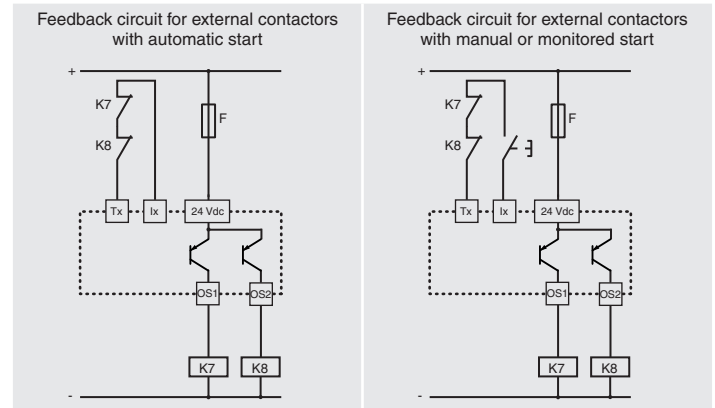 Feedback circuit for external contactors
with automatic start
+
K7
K8
F
Tx
Ix
24 Vdc
OS1
OS2
K7
K8
-
Feedback circuit for external contactors
with manual or monitored start
+
K7
K8
F
Tx
Ix
24 Vdc
OS1
OS2
K7
K8
-